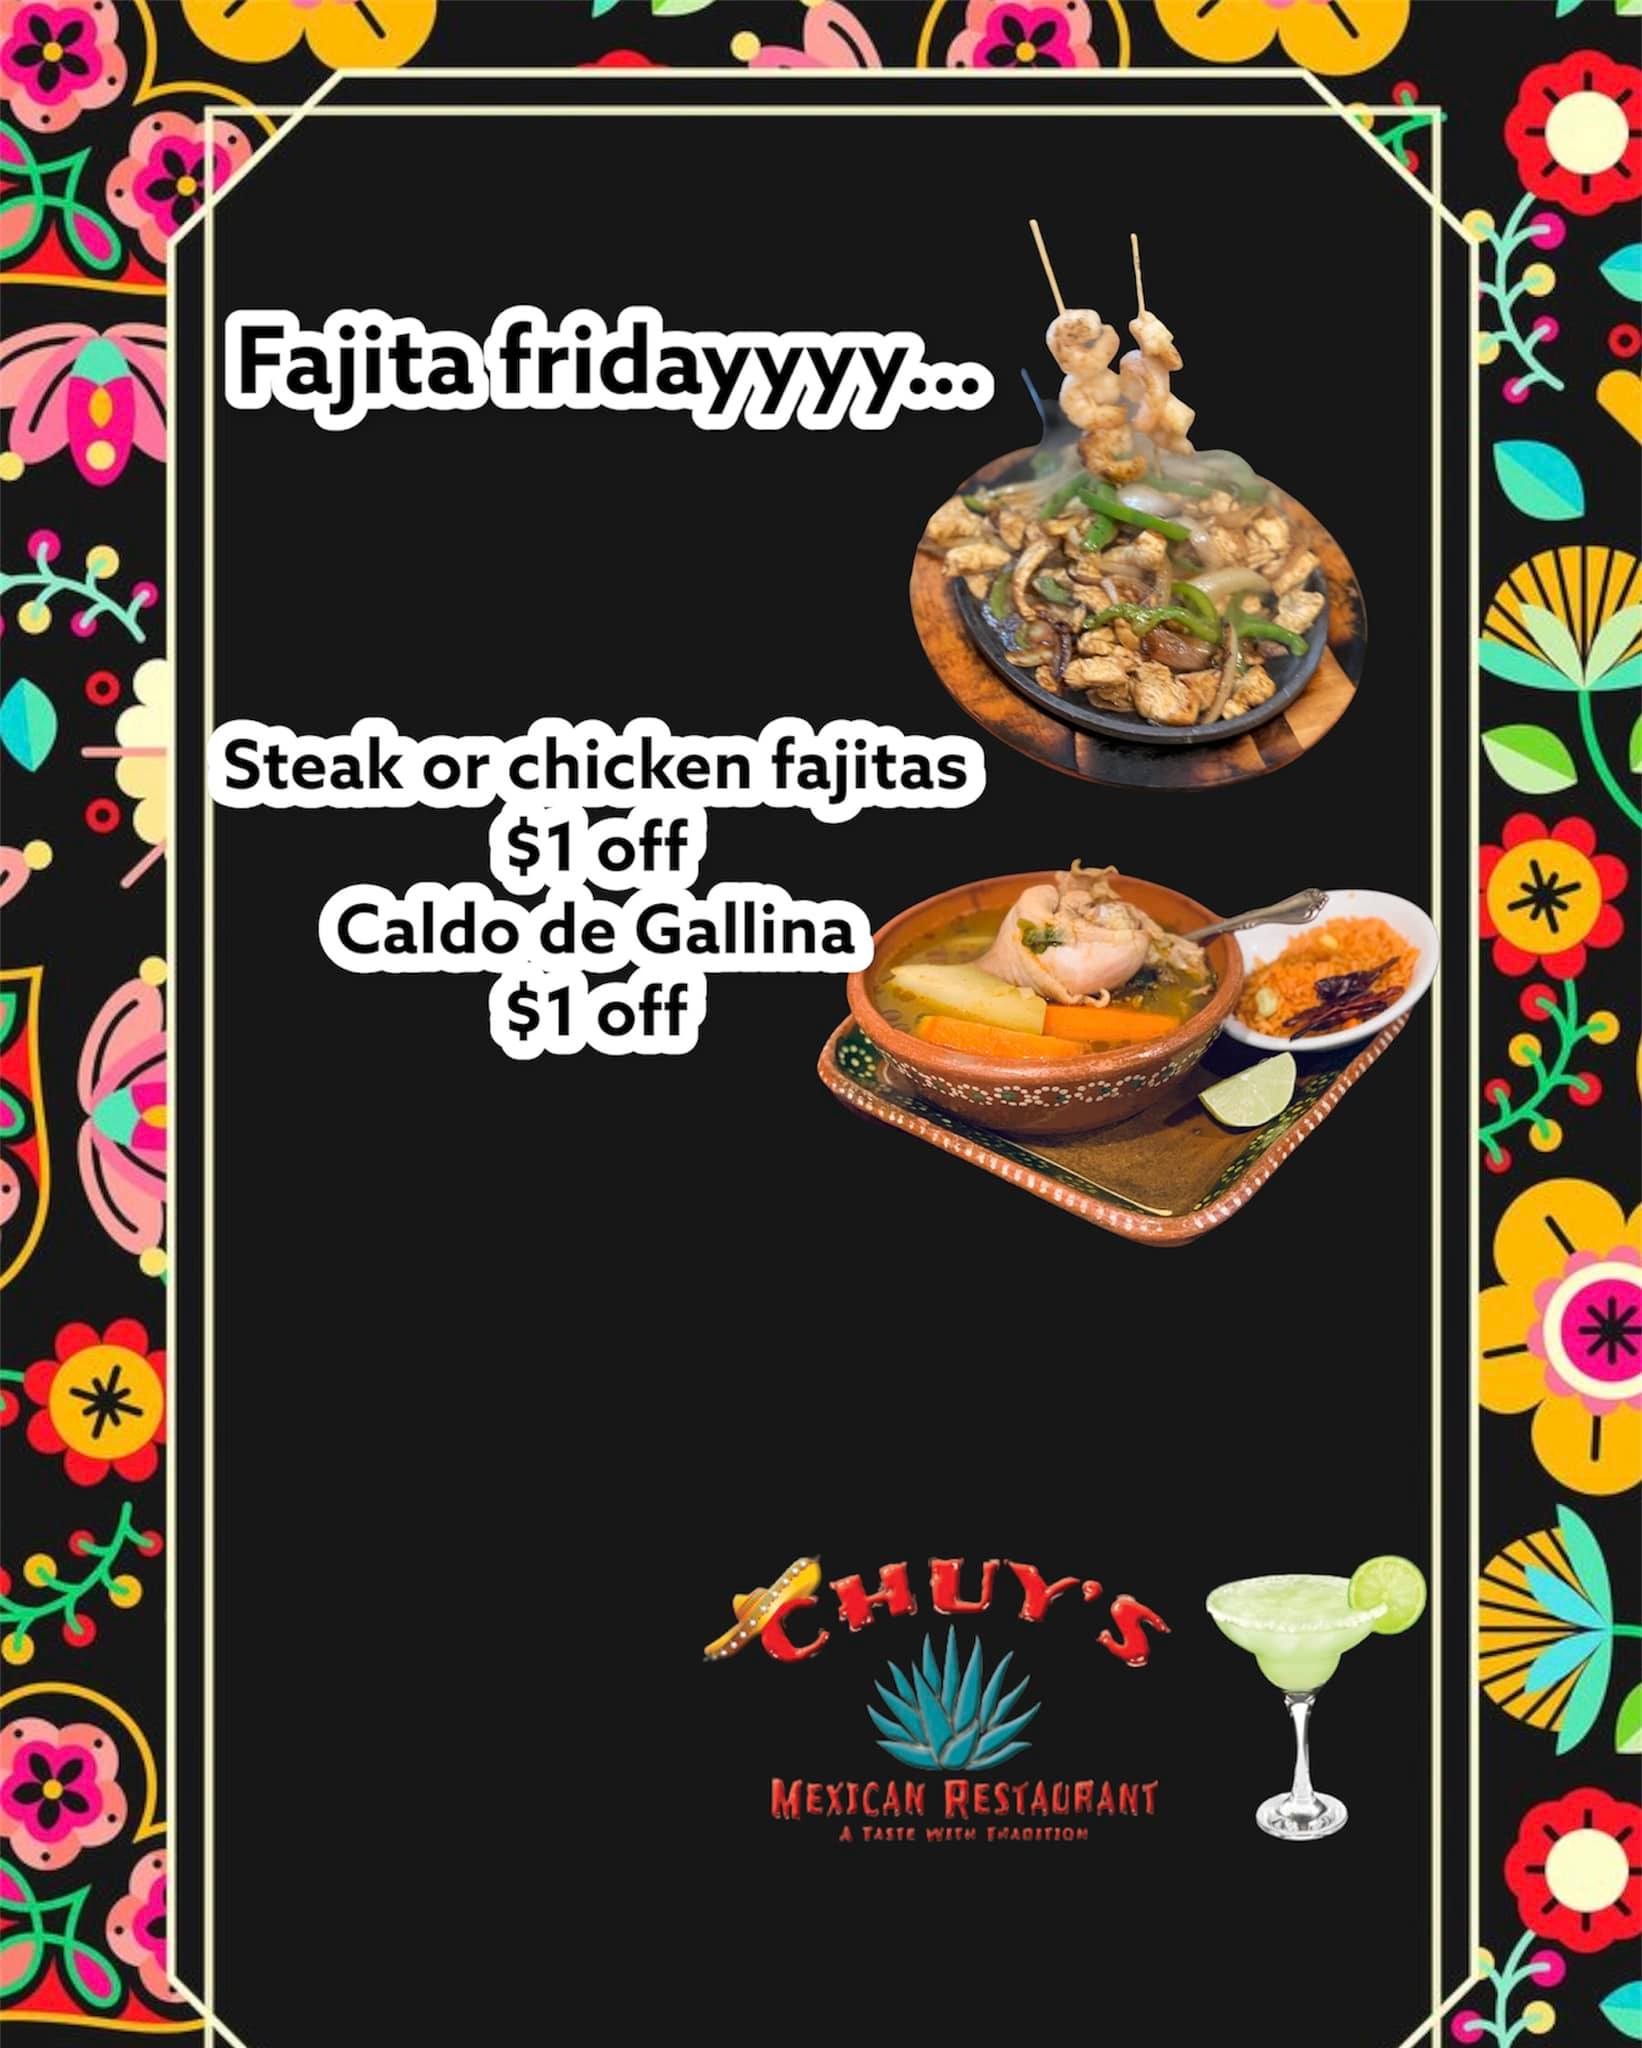 Fajita fridayyyy...
Steak or chicken fajitas
$1 off
Caldo de Gallina
$1 off
CHUY'S
MEXICAN RESTAURANT
A TASTE WITH TRADITION